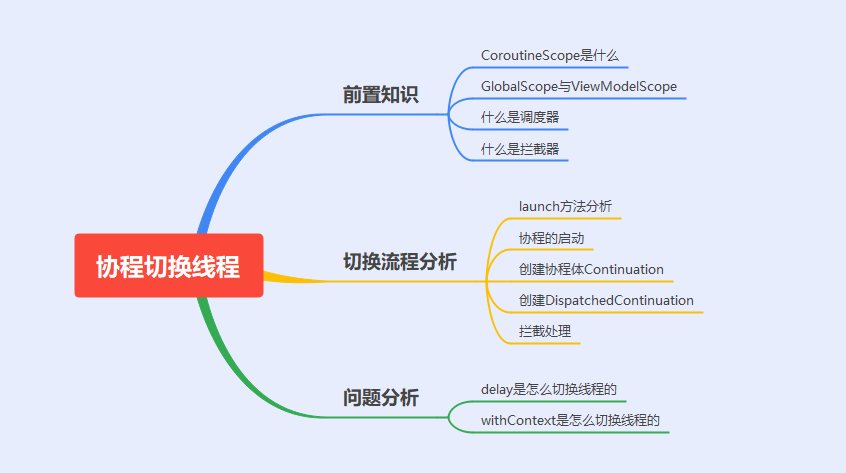 协程切换线程
前置知识
CoroutineScope是什么
GlobalScope与ViewModelScope
什么是调度器
什么是拦截器
切换流程分析
launch方法分析
协程的启动
创建协程体Continuation
创建DispatchedContinuation
拦截处理
问题分析
delay是怎么切换线程的
withContext是怎么切换线程的